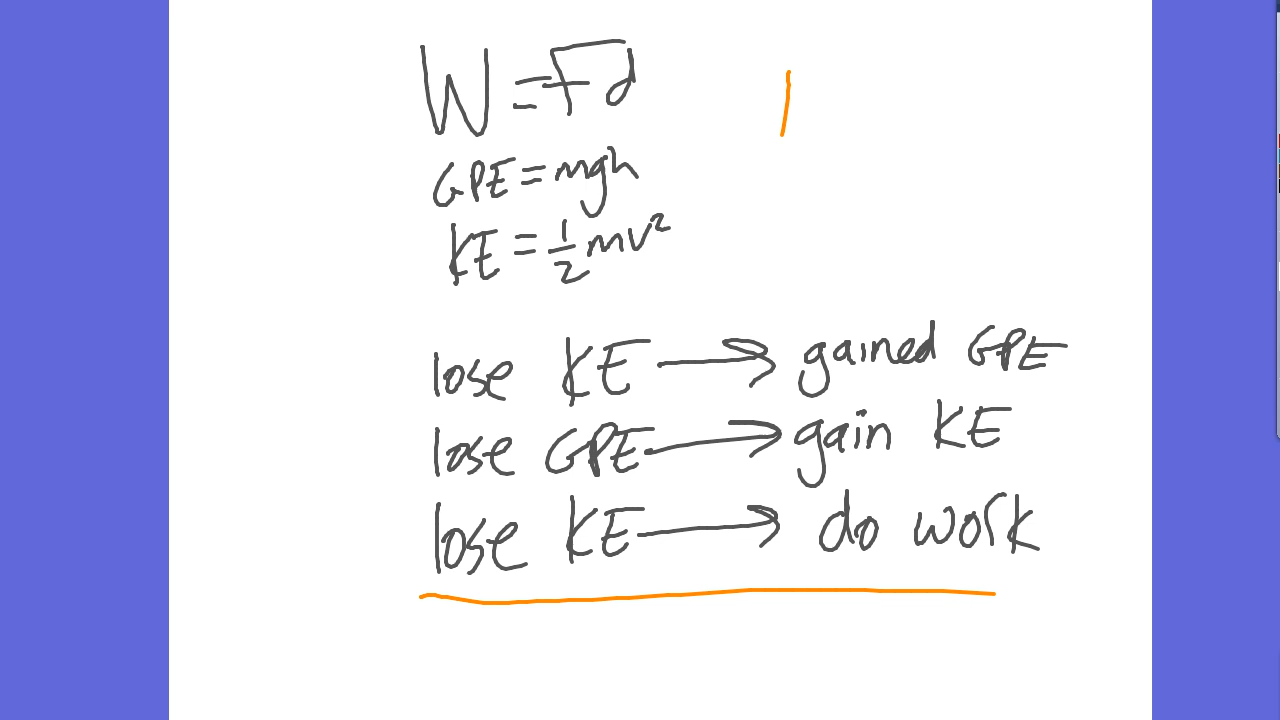 W = Fd
GPE = mgh
KE = 1/2 mv²
lose KE → gained GPE
lose GPE → gain KE
lose KE → do work